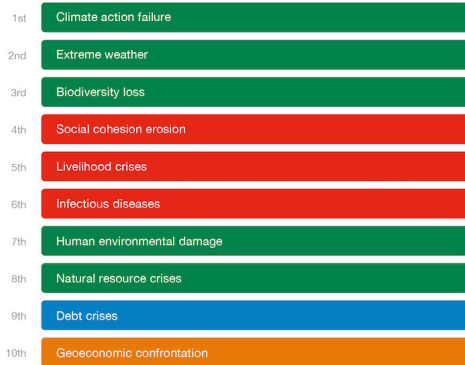 1st Climate action failure
2nd Extreme weather
3rd Biodiversity loss
4th Social cohesion erosion
5th Livelihood crises
6th Infectious diseases
7th Human environmental damage
8th Natural resource crises
9th Debt crises
10th Geoeconomic confrontation